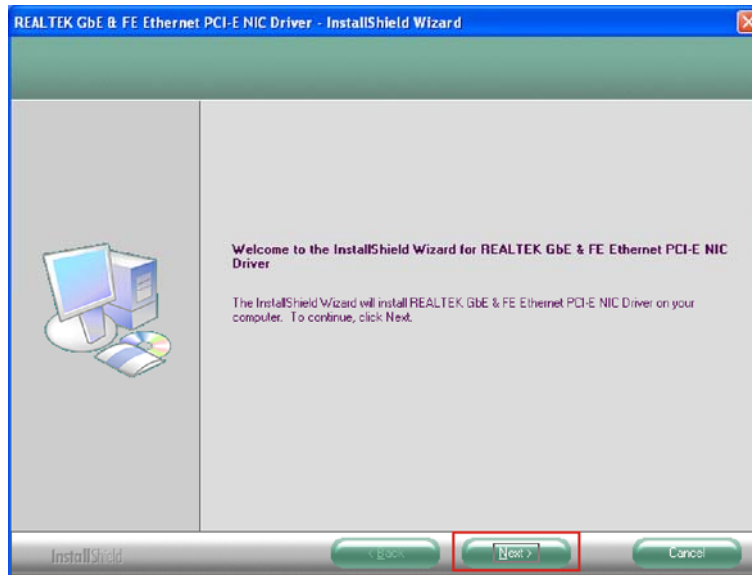 REALTEK GbE & FE Ethernet PCI-E NIC Driver - InstallShield Wizard
Welcome to the InstallShield Wizard for REALTEK GbE & FE Ethernet PCI-E NIC
Driver
The InstallShield Wizard will install REALTEK GbE & FE Ethernet PCI-E NIC Driver on your
computer. To continue, click Next.
InstallShield
< Back
Next >
Cancel